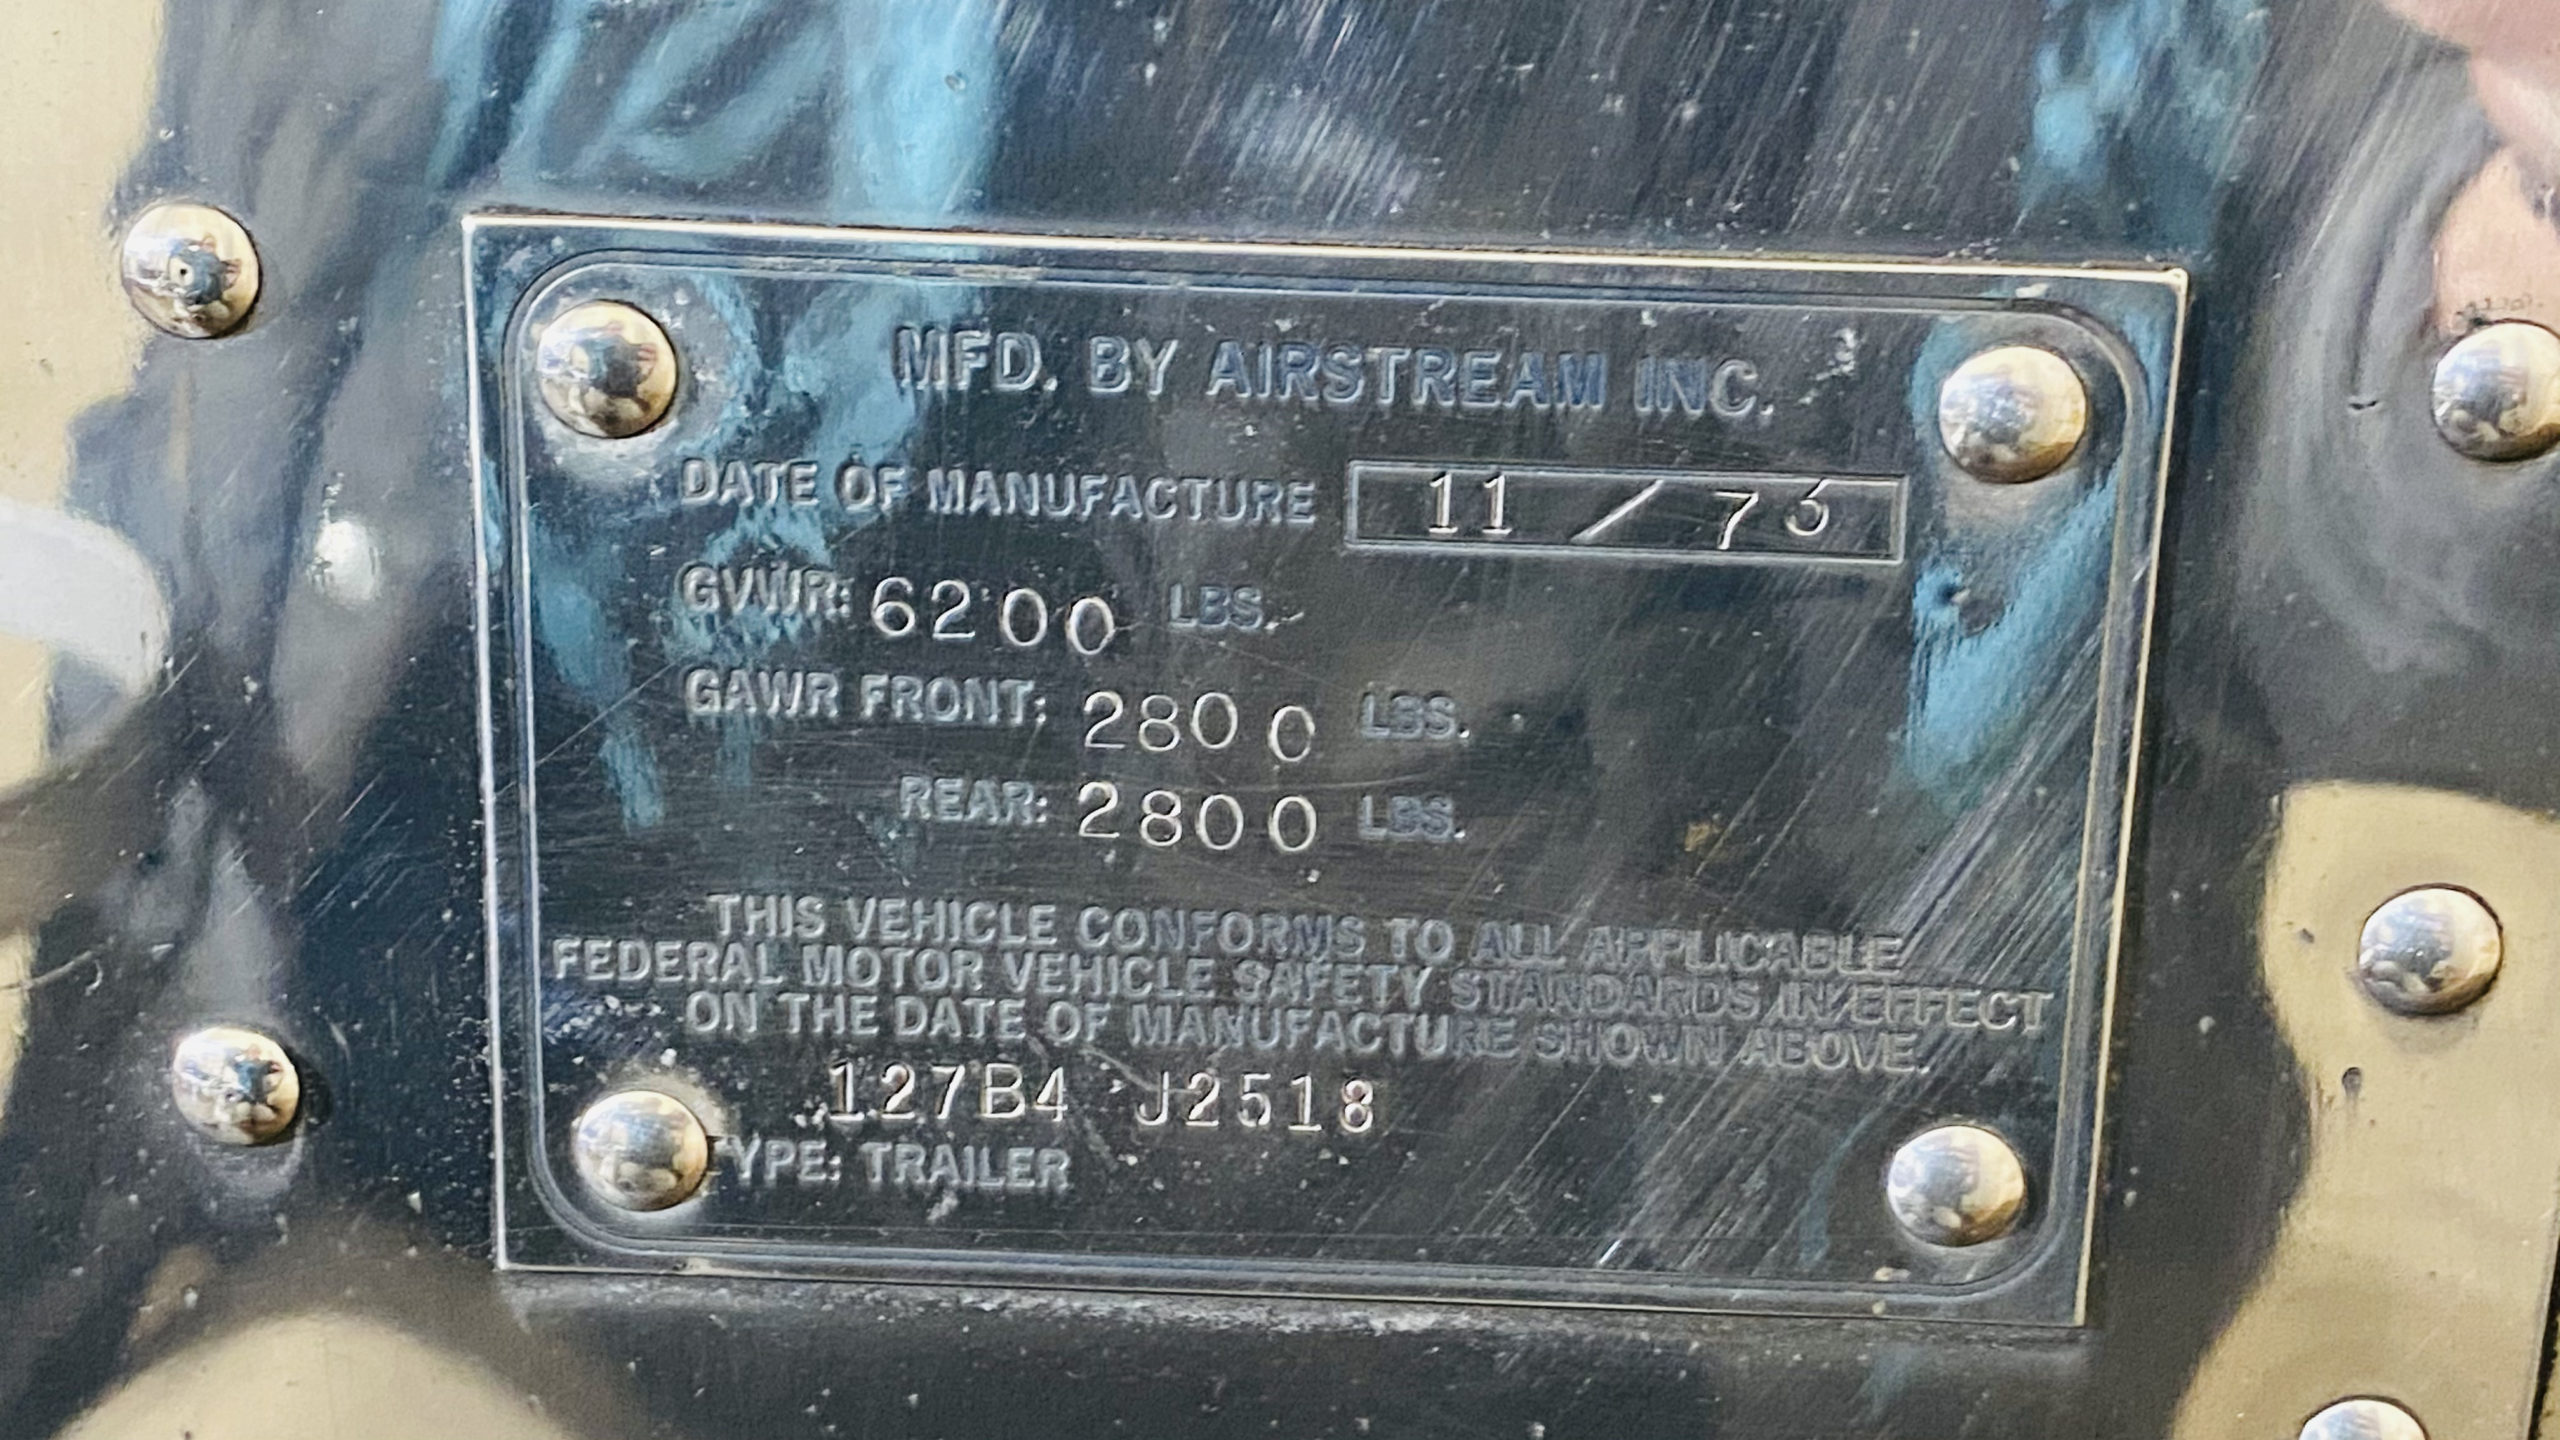 MFD. BY AIRSTREAM INC.
DATE OF MANUFACTURE 11 / 73
GVWR: 6200 LBS.
GAWR FRONT: 2800 LBS.
REAR: 2800 LBS.
THIS VEHICLE CONFORMS TO ALL APPLICABLE
FEDERAL MOTOR VEHICLE SAFETY STANDARDS IN EFFECT
ON THE DATE OF MANUFACTURE SHOWN ABOVE.
127B4 J2518
TYPE: TRAILER